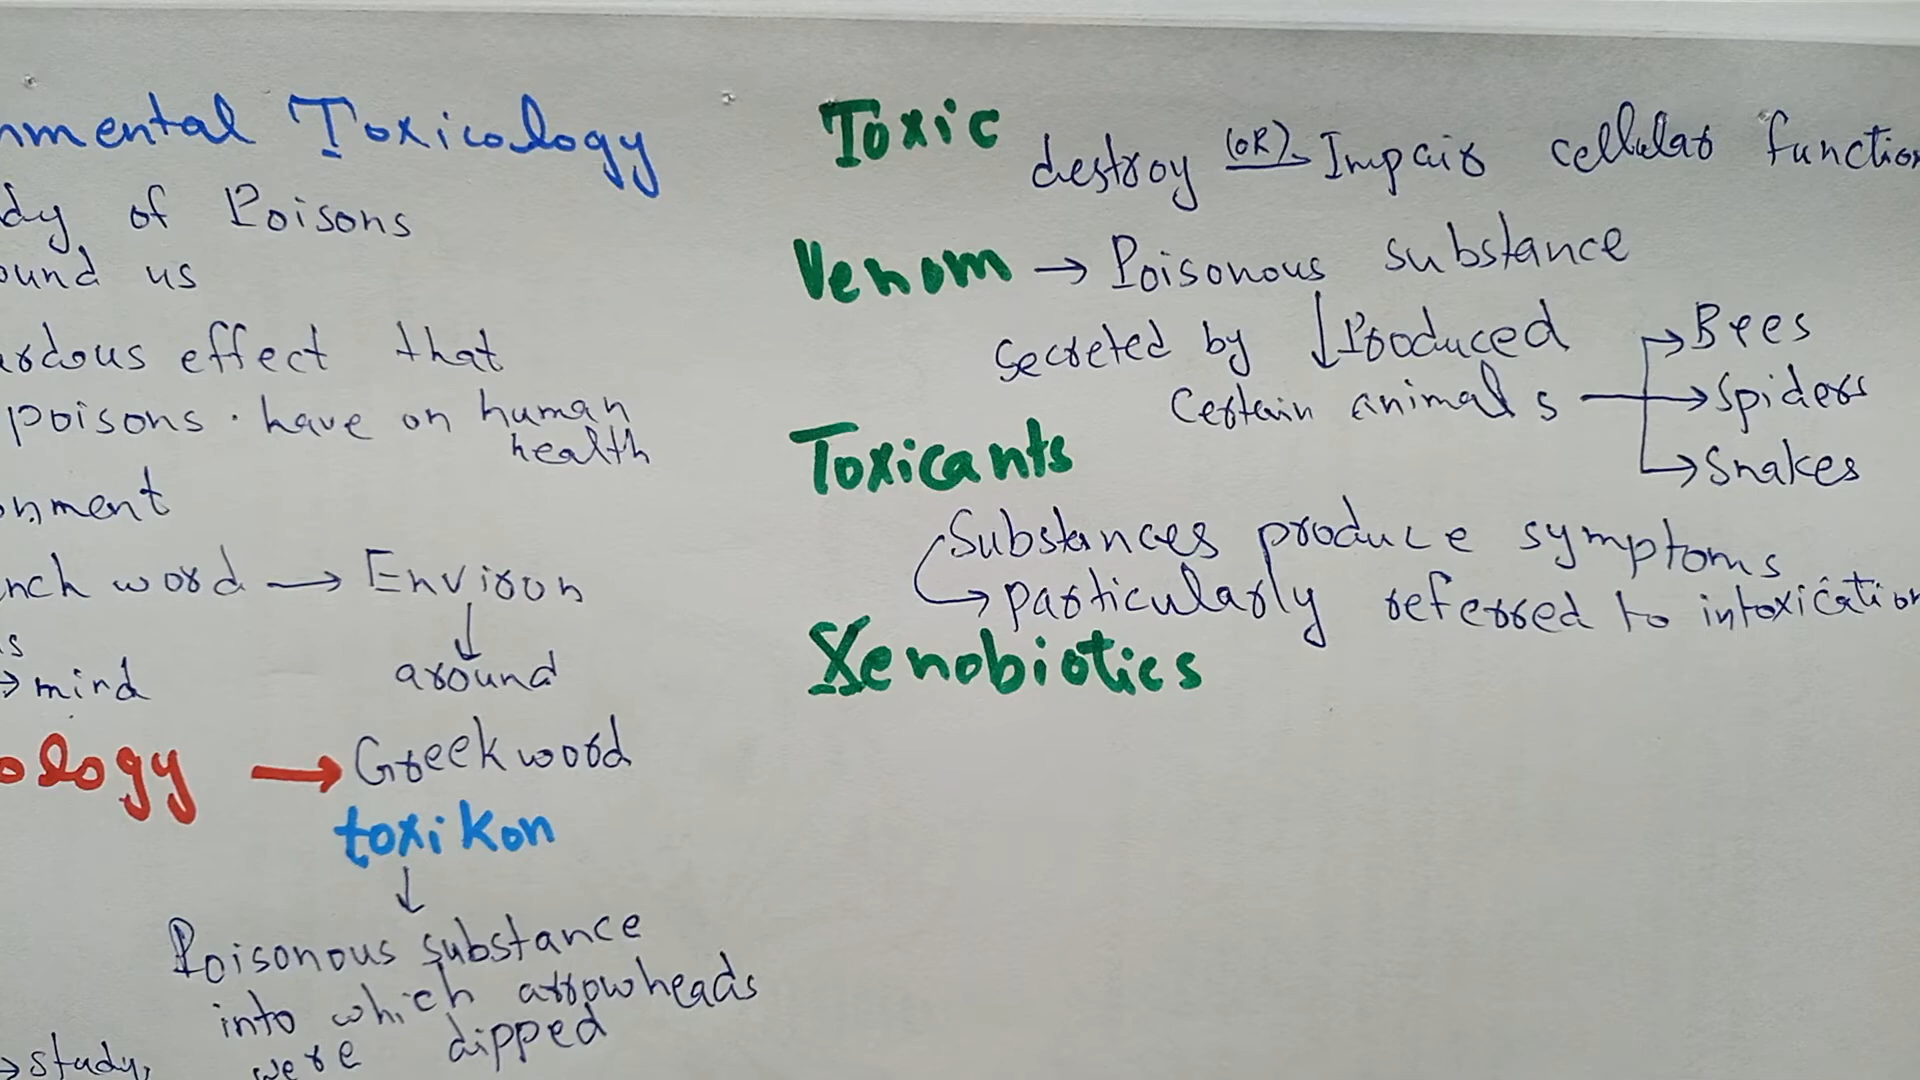 nmental Toxicology
dy of Poisons
ound us
ardous effect that
poisons. have on human
health
onment
nch word → Environ
↓
s
around
→ mind
ology → Greek word
toxikon
↓
Poisonous substance
into which arrowheads
were dipped
→ study,
Toxic
destroy (OR) Impair cellular function
Venom → Poisonous substance
secreted by ↓ Produced
certain animals → Bees
→ spiders
→ Snakes
Toxicants
Substances produce symptoms
→ particularly referred to intoxication
Xenobiotics